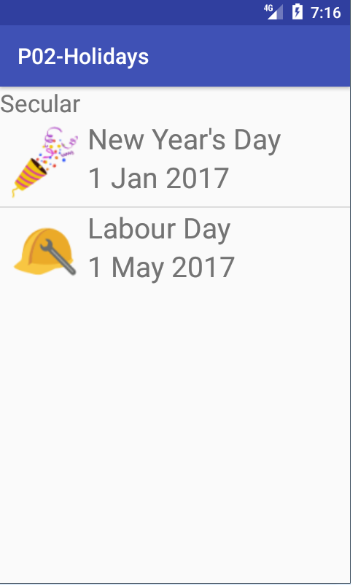 4G 7:16
P02-Holidays
Secular
New Year's Day
1 Jan 2017
Labour Day
1 May 2017